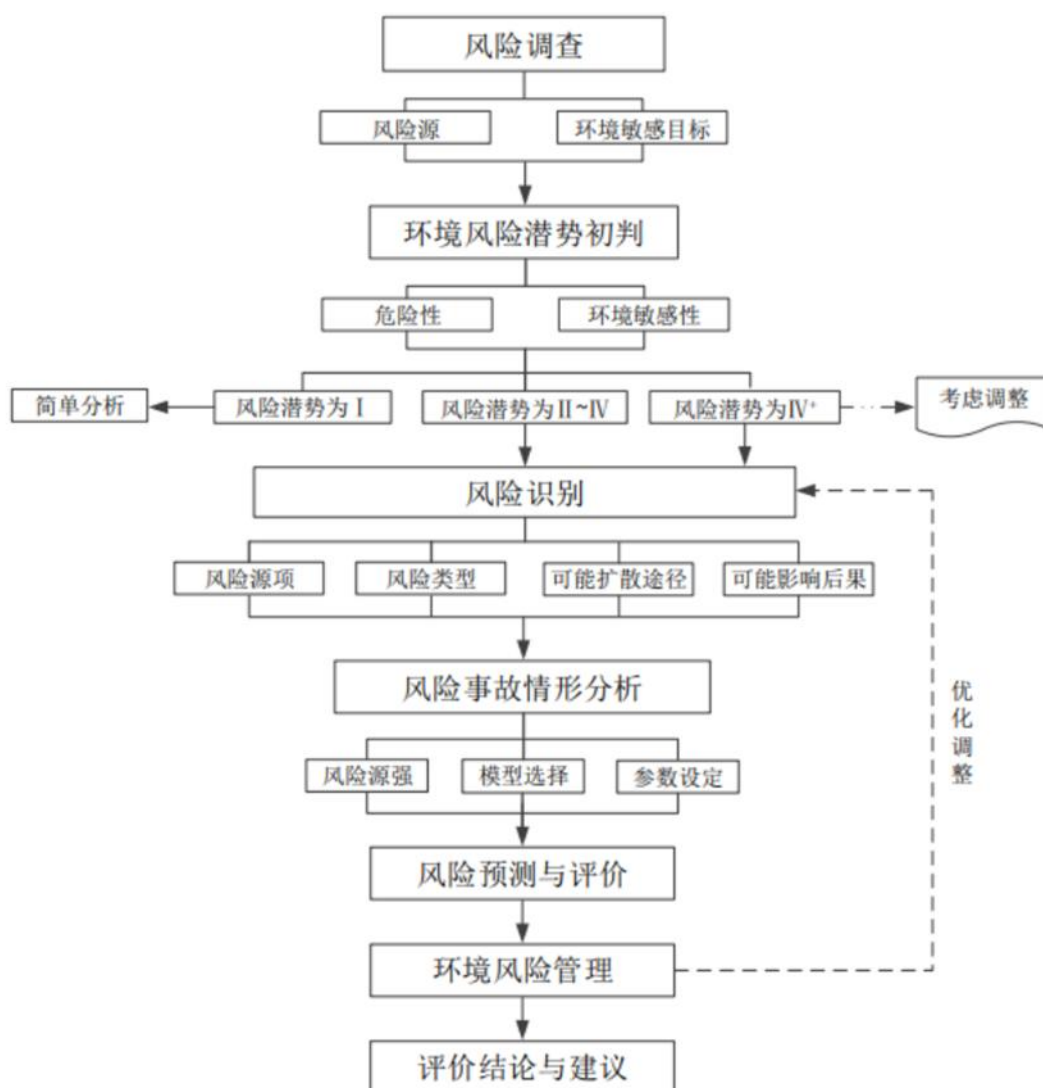 风险调查
风险源
环境敏感目标
环境风险潜势初判
危险性
环境敏感性
简单分析
风险潜势为Ⅰ
风险潜势为Ⅱ~Ⅳ
风险潜势为Ⅳ⁺
考虑调整
风险识别
风险源项
风险类型
可能扩散途径
可能影响后果
风险事故情形分析
优化调整
风险源强
模型选择
参数设定
风险预测与评价
环境风险管理
评价结论与建议